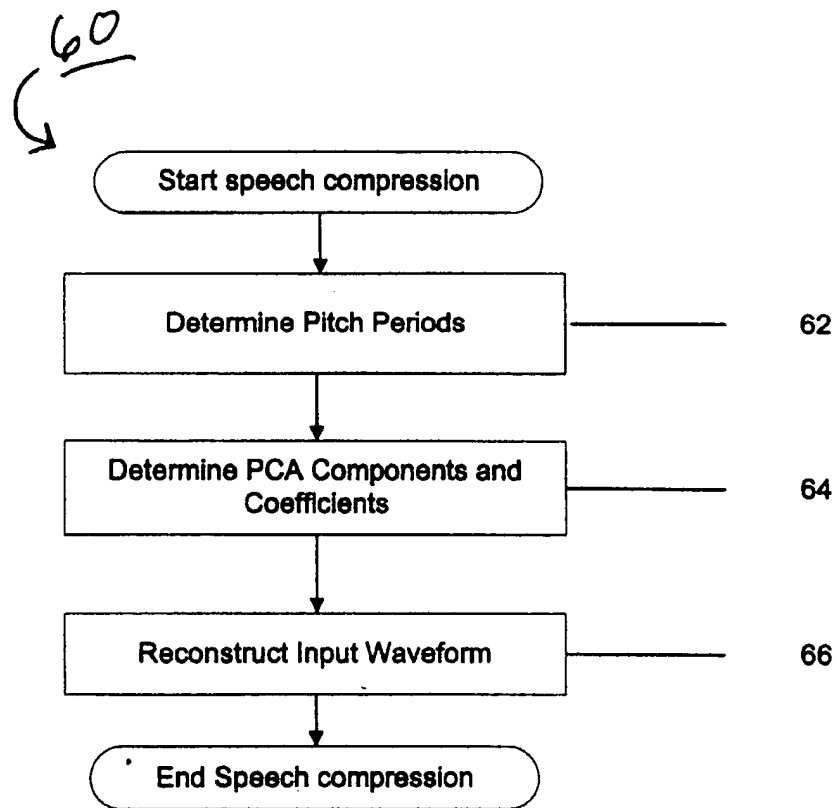 60
Start speech compression
Determine Pitch Periods
62
Determine PCA Components and
Coefficients
64
Reconstruct Input Waveform
66
End Speech compression